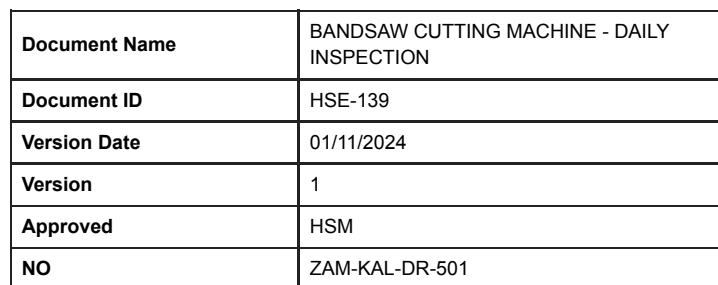 Document Name
BANDSAW CUTTING MACHINE - DAILY
INSPECTION
Document ID
HSE-139
Version Date
01/11/2024
Version
1
Approved
HSM
NO
ZAM-KAL-DR-501